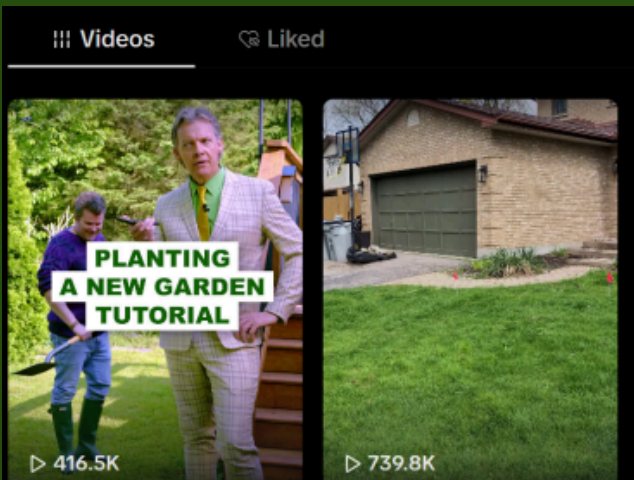 Videos
Liked
PLANTING
A NEW GARDEN
TUTORIAL
416.5K
739.8K